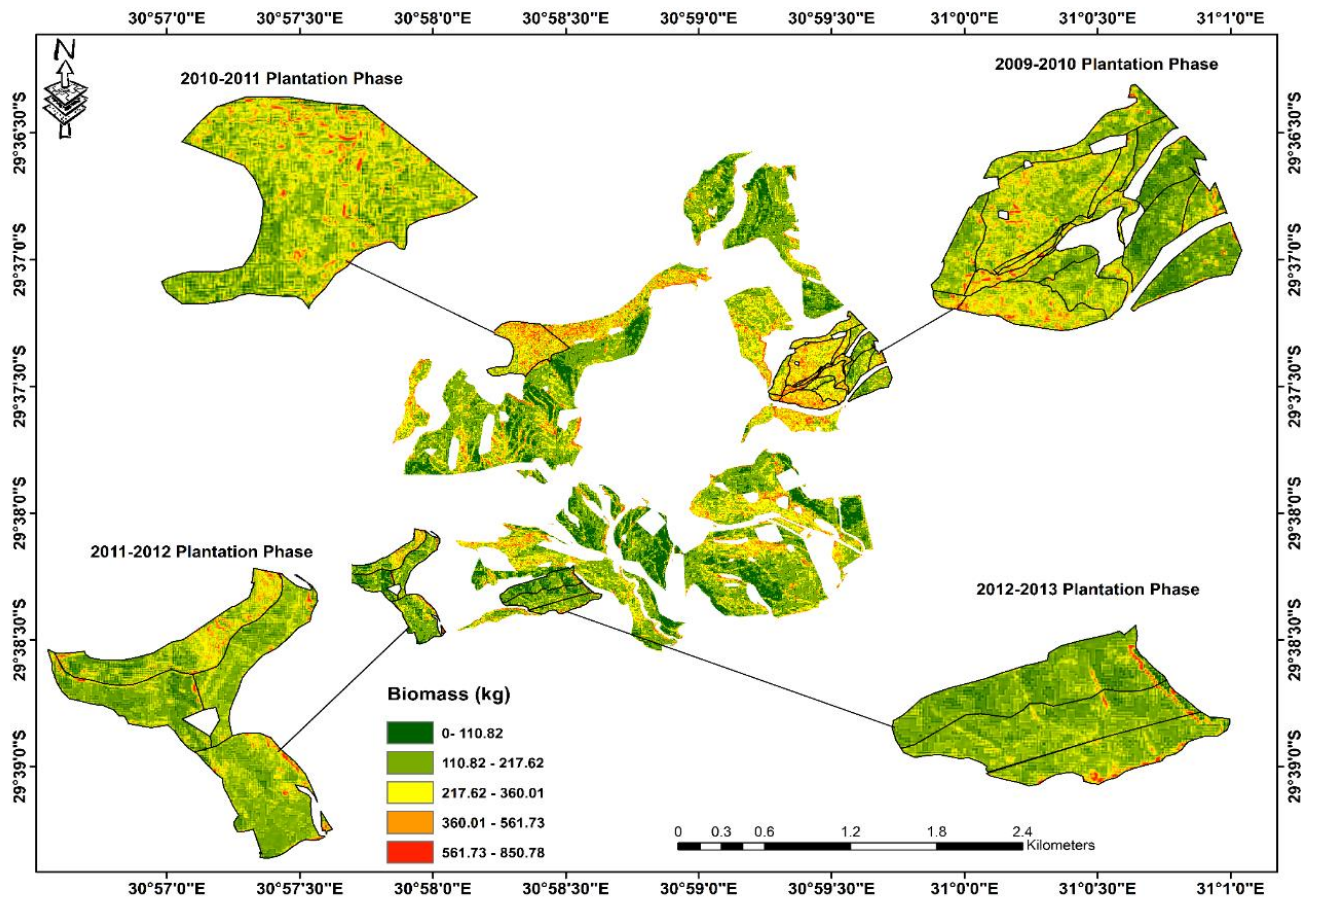 30°57'0"E 30°57'30"E 30°58'0"E 30°58'30"E 30°59'0"E 30°59'30"E 31°0'0"E 31°0'30"E 31°1'0"E
N
2010-2011 Plantation Phase
2009-2010 Plantation Phase
29°36'30"S
29°36'30"S
29°37'0"S
29°37'0"S
29°37'30"S
29°37'30"S
29°38'0"S
29°38'0"S
2011-2012 Plantation Phase
2012-2013 Plantation Phase
29°38'30"S
29°38'30"S
Biomass (kg)
0- 110.82
110.82 - 217.62
217.62 - 360.01
360.01 - 561.73
561.73 - 850.78
29°39'0"S
29°39'0"S
0 0.3 0.6 1.2 1.8 2.4
Kilometers
30°57'0"E 30°57'30"E 30°58'0"E 30°58'30"E 30°59'0"E 30°59'30"E 31°0'0"E 31°0'30"E 31°1'0"E